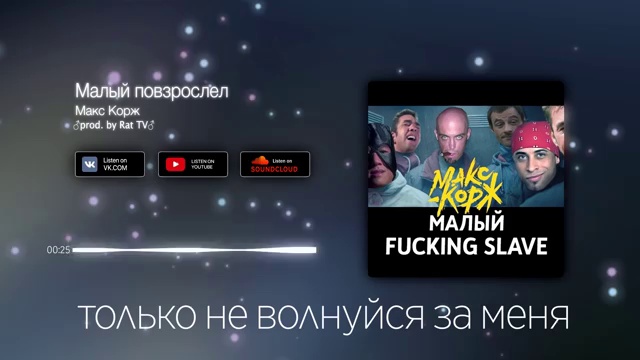 Малый повзрослел
Макс Корж
♂prod. by Rat TV♂
Listen on
VK.COM
LISTEN ON
YOUTUBE
Listen on
SOUNDCLOUD
00:25
МАКС
КОРЖ
МАЛЫЙ
FUCKING SLAVE
только не волнуйся за меня